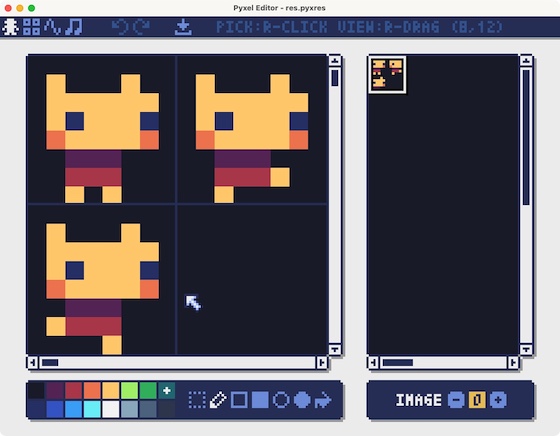 Pyxel Editor - res.pyxres
PICK:R-CLICK VIEW:R-DRAG (8,12)
IMAGE - 0 +